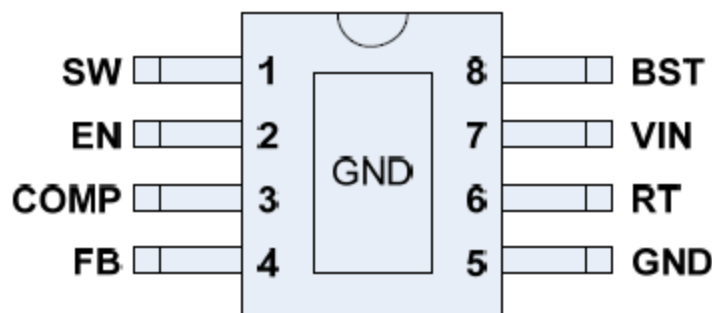 SW 1 8 BST
EN 2 7 VIN
GND
COMP 3 6 RT
FB 4 5 GND